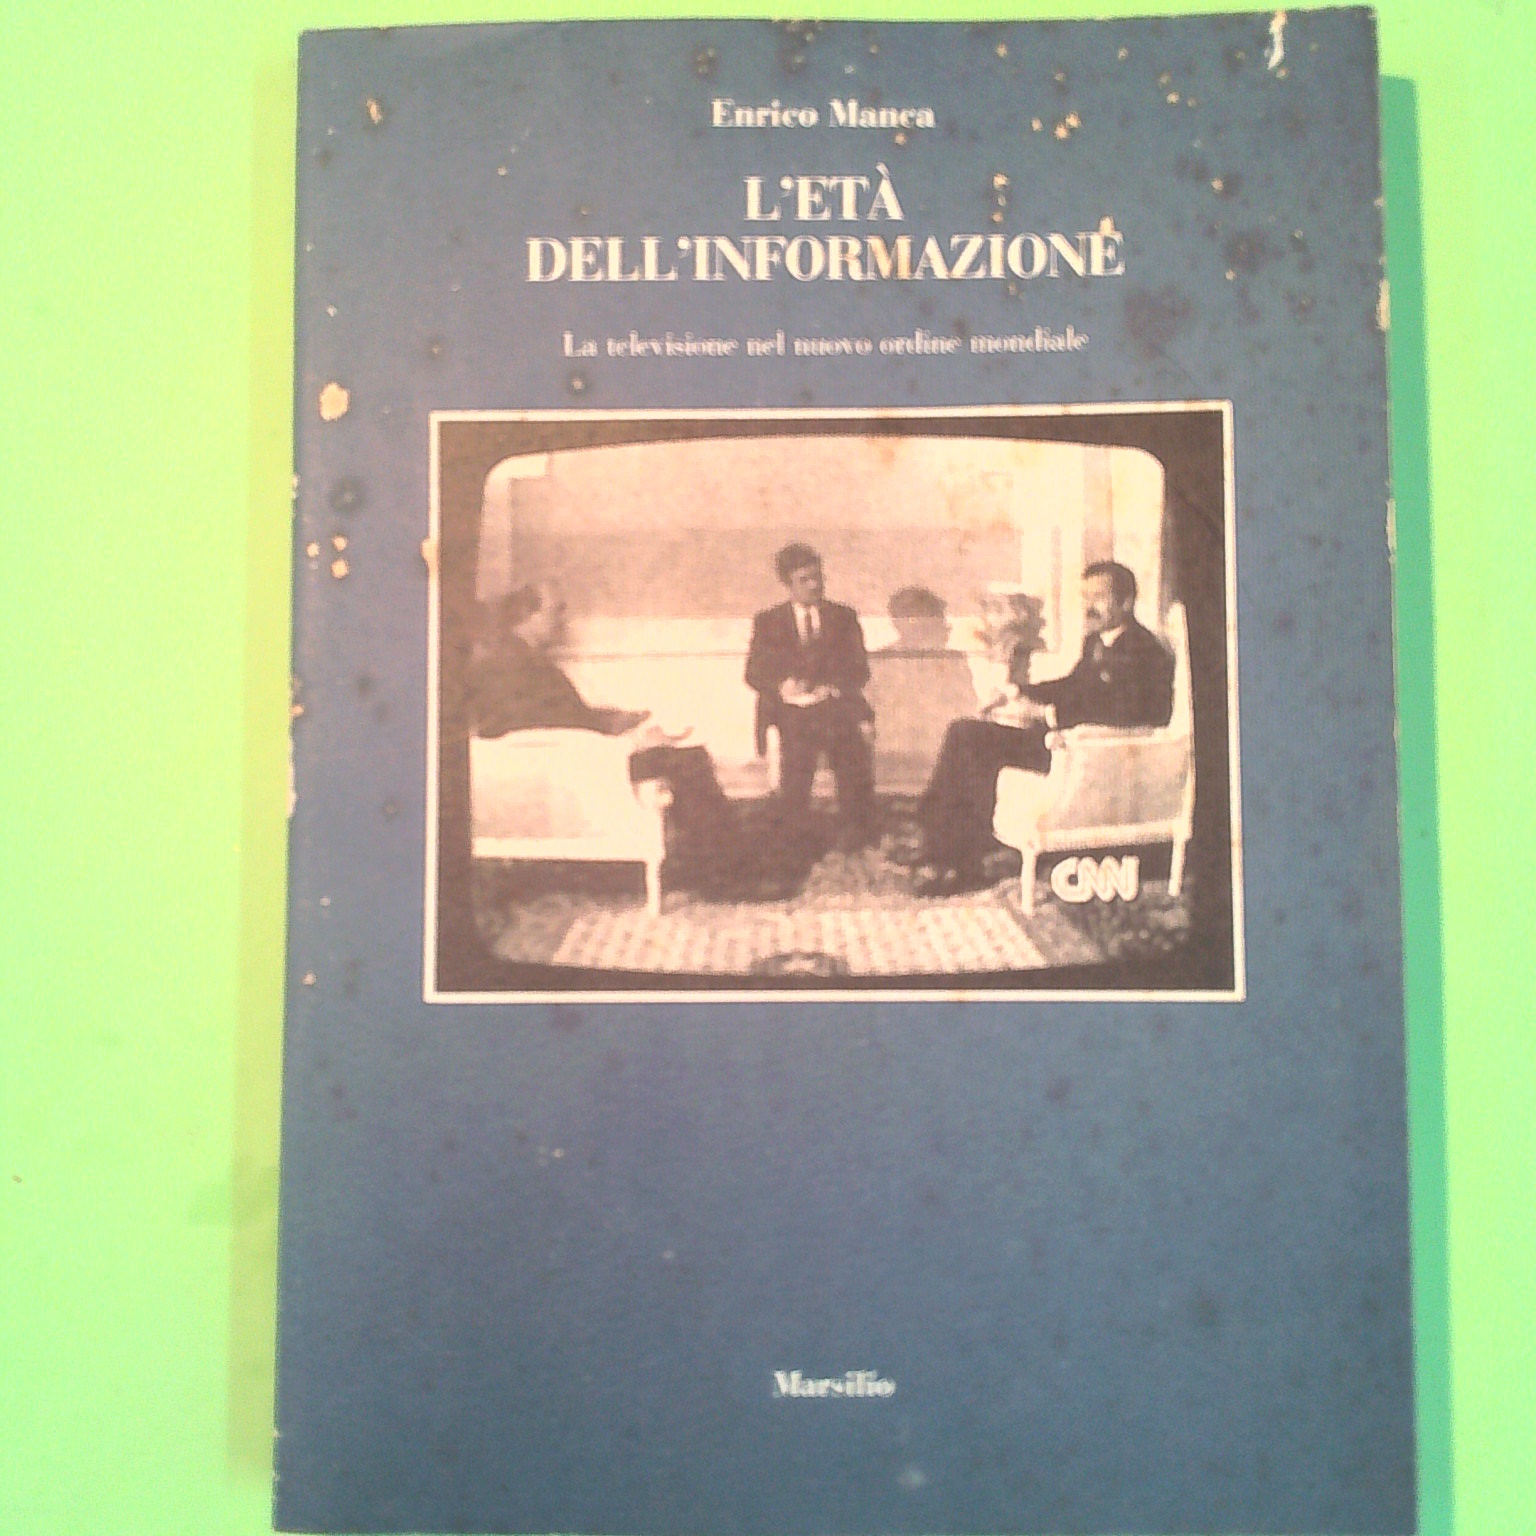 Enrico Manca
L'ETÀ
DELL'INFORMAZIONE
La televisione nel nuovo ordine mondiale
CNN
Marsilio